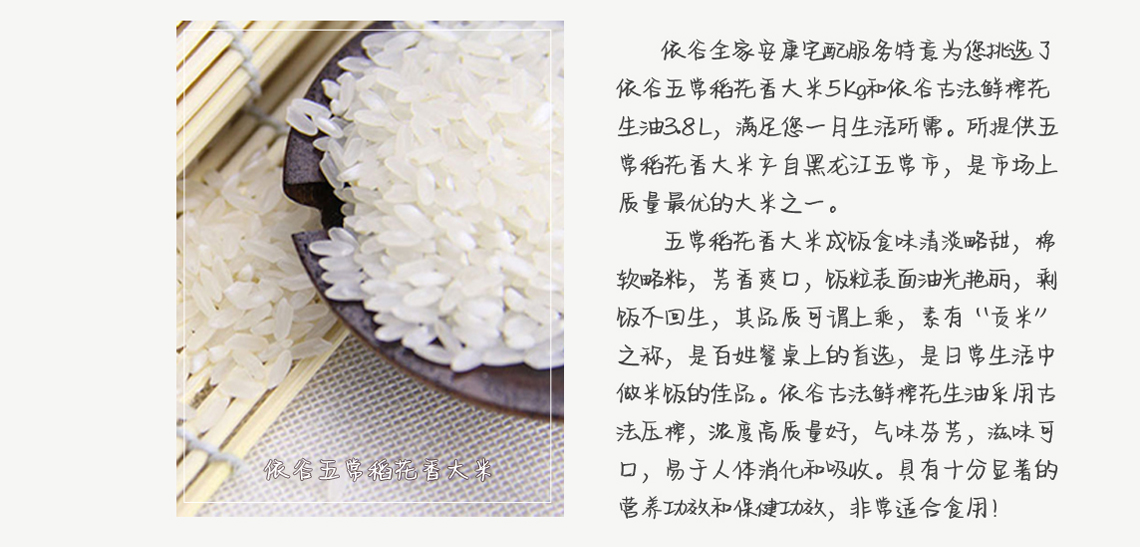 依谷五常稻花香大米
依谷全家安康宅配服务特意为您挑选了
依谷五常稻花香大米5Kg和依谷古法鲜榨花
生油3.8L，满足您一月生活所需。所提供五
常稻花香大米产自黑龙江五常市，是市场上
质量最优的大米之一。
五常稻花香大米成饭食味清淡略甜，棉
软略粘，芳香爽口，饭粒表面油光艳丽，剩
饭不回生，其品质可谓上乘，素有“贡米”
之称，是百姓餐桌上的首选，是日常生活中
做米饭的佳品。依谷古法鲜榨花生油采用古
法压榨，浓度高质量好，气味芬芳，滋味可
口，易于人体消化和吸收。具有十分显著的
营养功效和保健功效，非常适合食用！